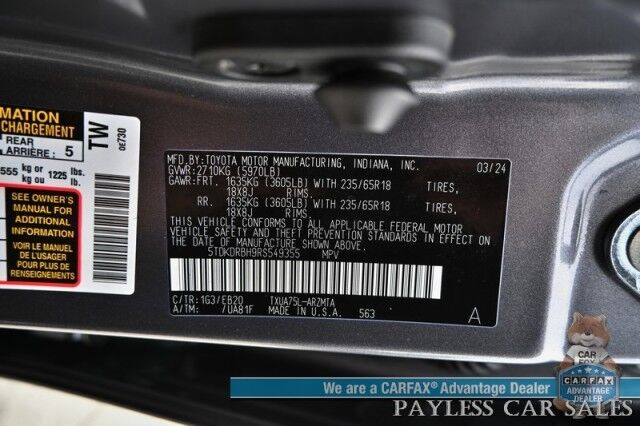 MATION
CHARGEMENT
REAR
ARRIÈRE: 5
555 kg or ou 1225 lbs. lb.
SEE OWNER'S
MANUAL FOR
ADDITIONAL
INFORMATION
VOIR LE MANUEL
DE L'USAGER
POUR PLUS DE
RENSEIGNEMENTS
TW
0E730
MFD.BY:TOYOTA MOTOR MANUFACTURING, INDIANA, INC. 03/24
GVWR:2710KG (5970LB)
GAWR:FRT. 1635KG (3605LB) WITH 235/65R18 TIRES,
18X8J RIMS
RR 1635KG (3605LB) WITH 235/65R18 TIRES,
18X8J RIMS
THIS VEHICLE CONFORMS TO ALL APPLICABLE FEDERAL MOTOR
VEHICLE SAFETY AND THEFT PREVENTION STANDARDS IN EFFECT ON
THE DATE OF MANUFACTURE SHOWN ABOVE.
5TDKDRBH9RS549355 MPV
C/TR:1G3/EB20 TXUA75L-ARZMTA
A/TM: /UA81F MADE IN U.S.A. 563 A
We are a CARFAX® Advantage Dealer
CAR
FOX
CARFAX
ADVANTAGE
DEALER
PAYLESS CAR SALES